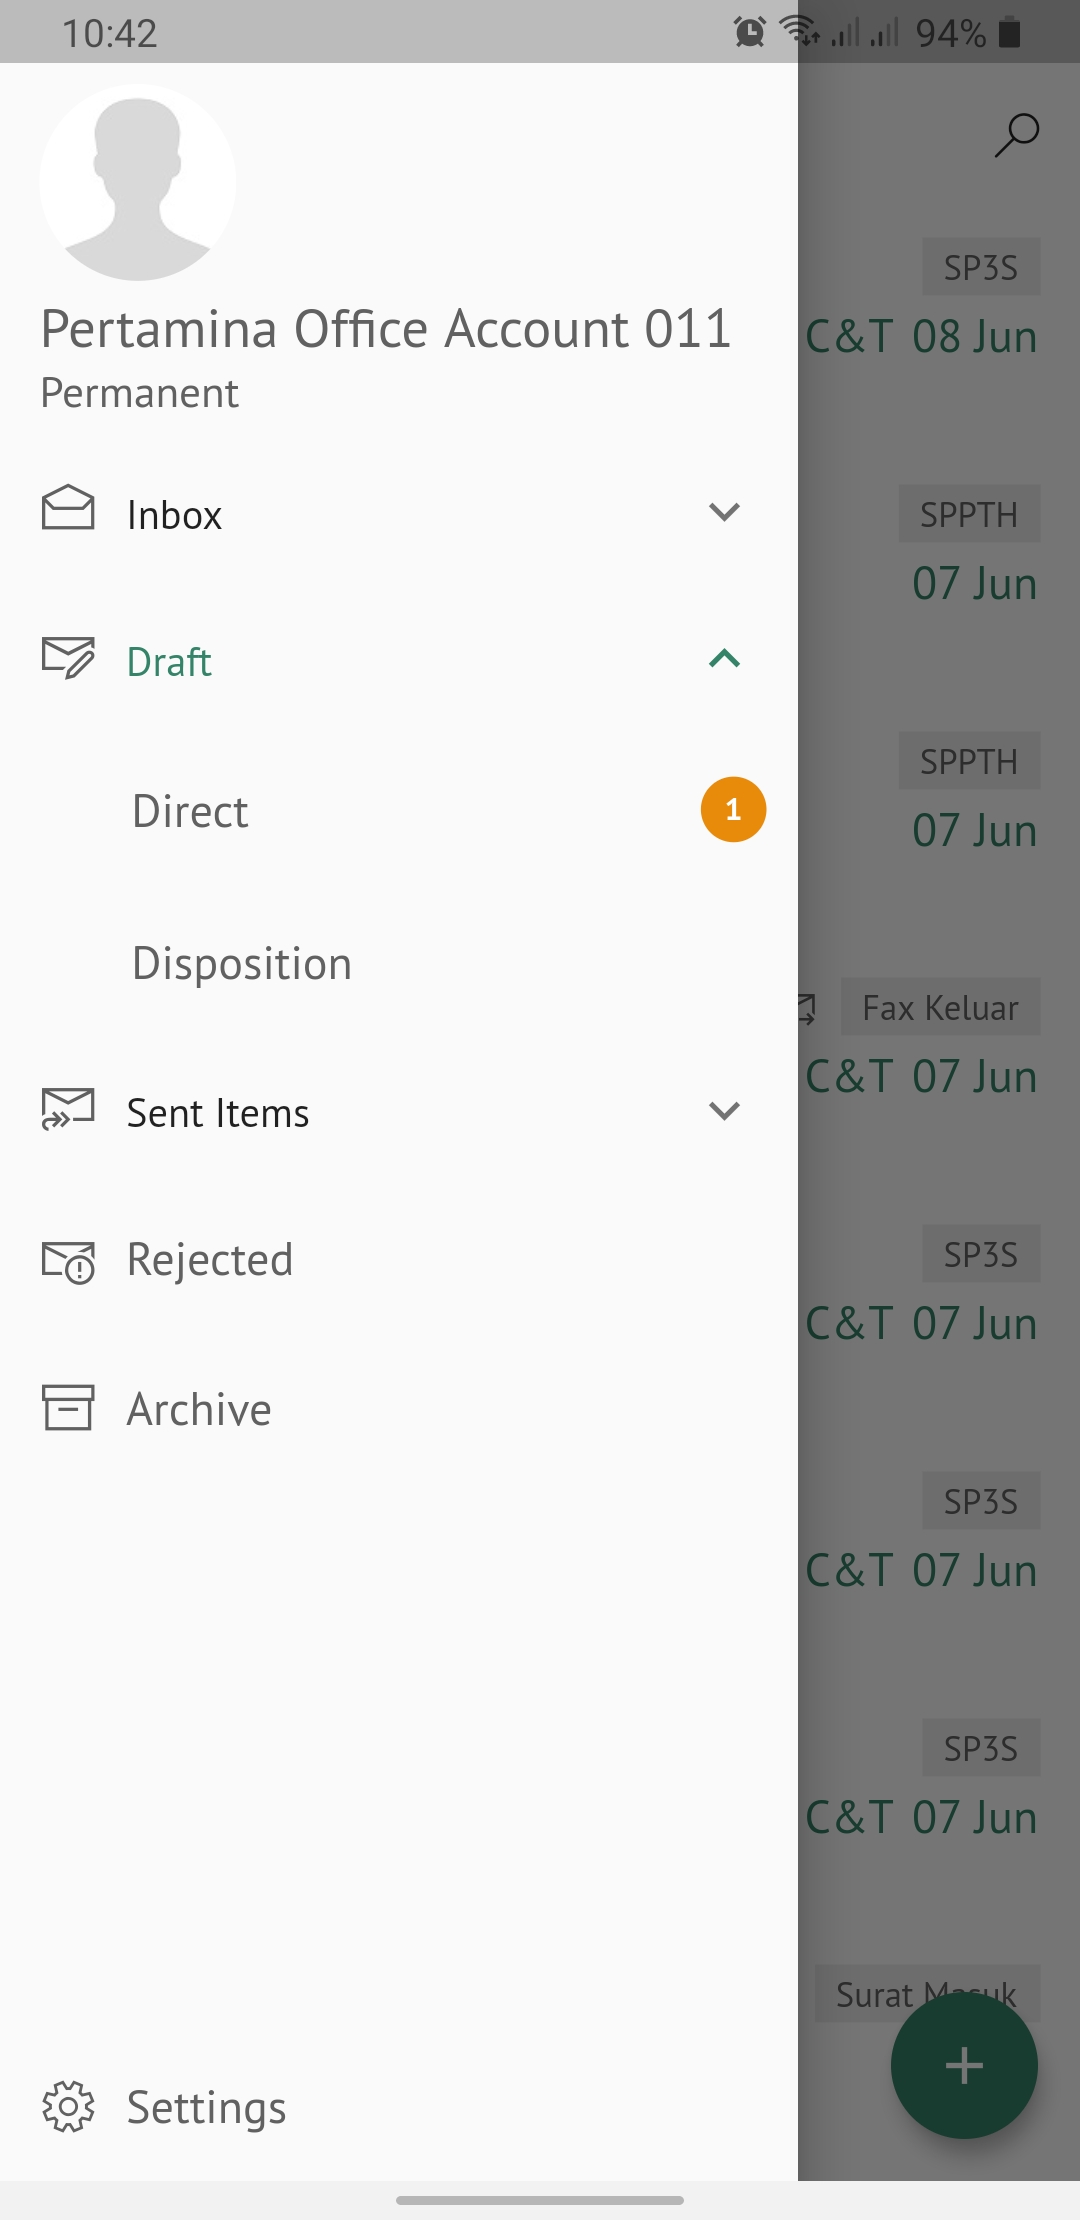 10:42
94%
Pertamina Office Account 011
Permanent
Inbox
Draft
Direct
1
Disposition
Sent Items
Rejected
Archive
Settings
SP3S
C&T 08 Jun
SPPTH
07 Jun
SPPTH
07 Jun
Fax Keluar
C&T 07 Jun
SP3S
C&T 07 Jun
SP3S
C&T 07 Jun
SP3S
C&T 07 Jun
Surat Masuk